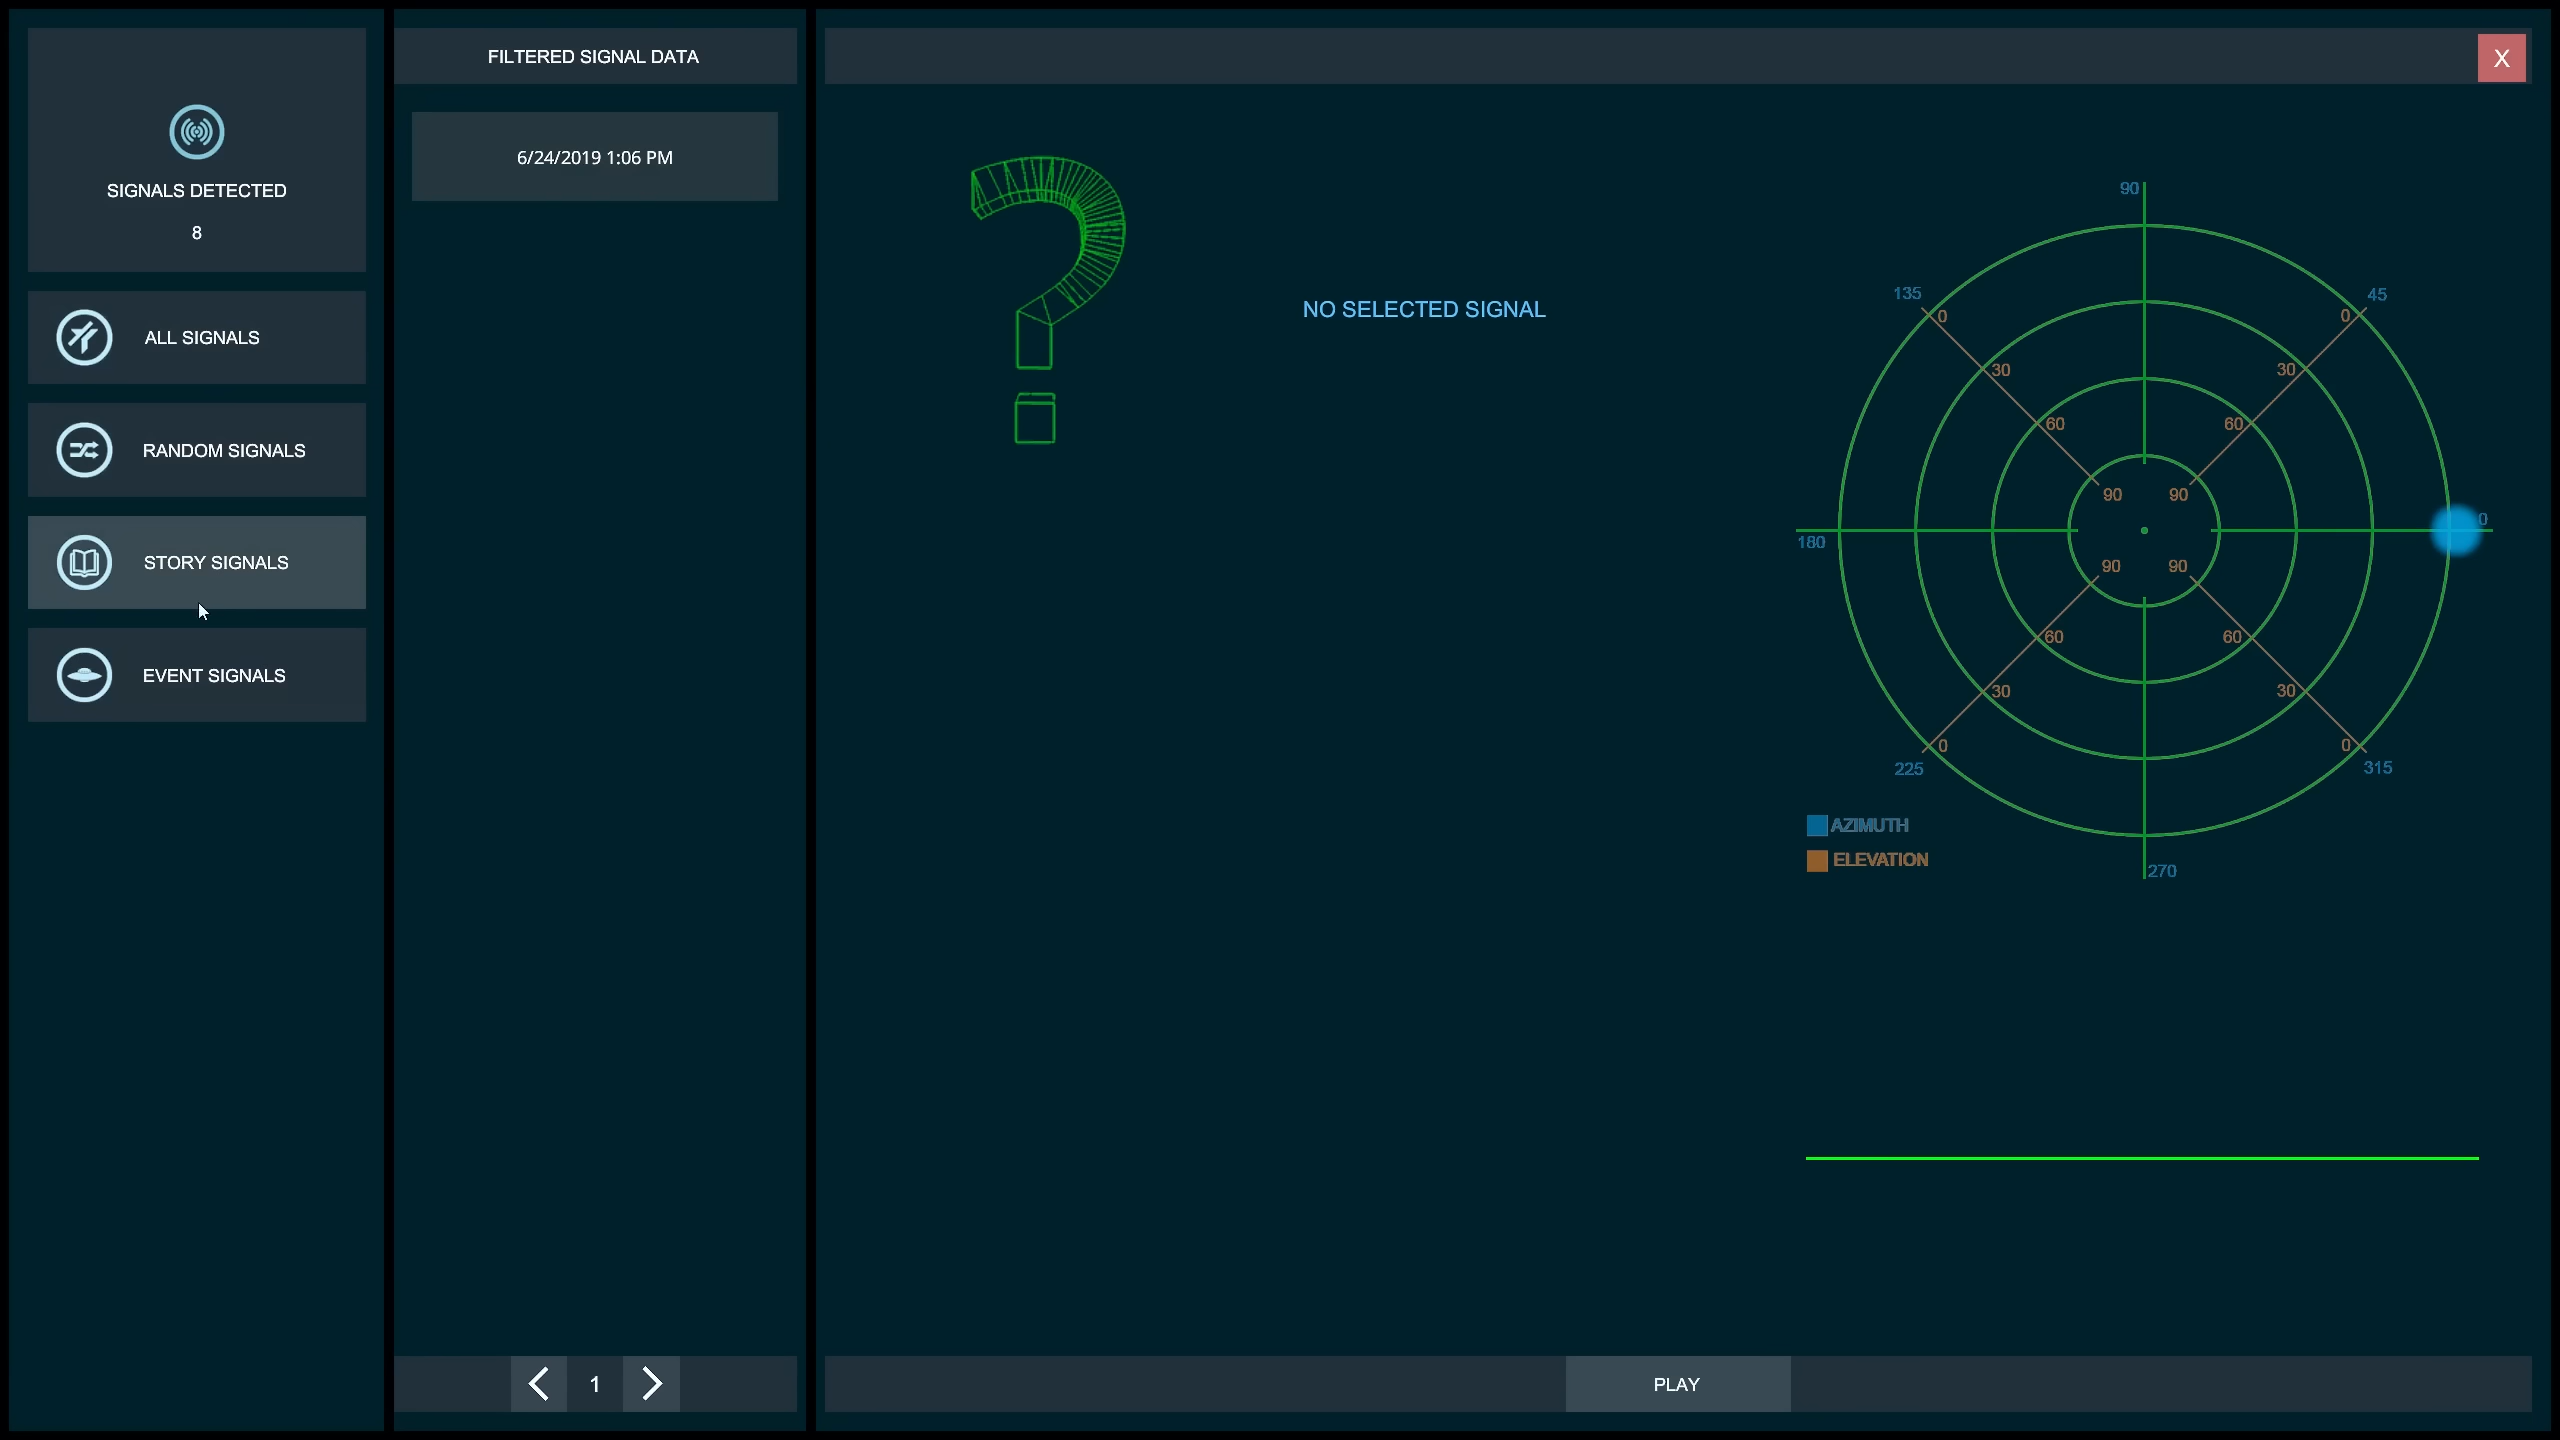 SIGNALS DETECTED
8
ALL SIGNALS
RANDOM SIGNALS
STORY SIGNALS
EVENT SIGNALS
FILTERED SIGNAL DATA
6/24/2019 1:06 PM
1
X
NO SELECTED SIGNAL
90
135
45
0
0
30
30
60
60
90
90
0
180
90
90
60
60
30
30
0
0
225
315
AZIMUTH
ELEVATION
270
PLAY